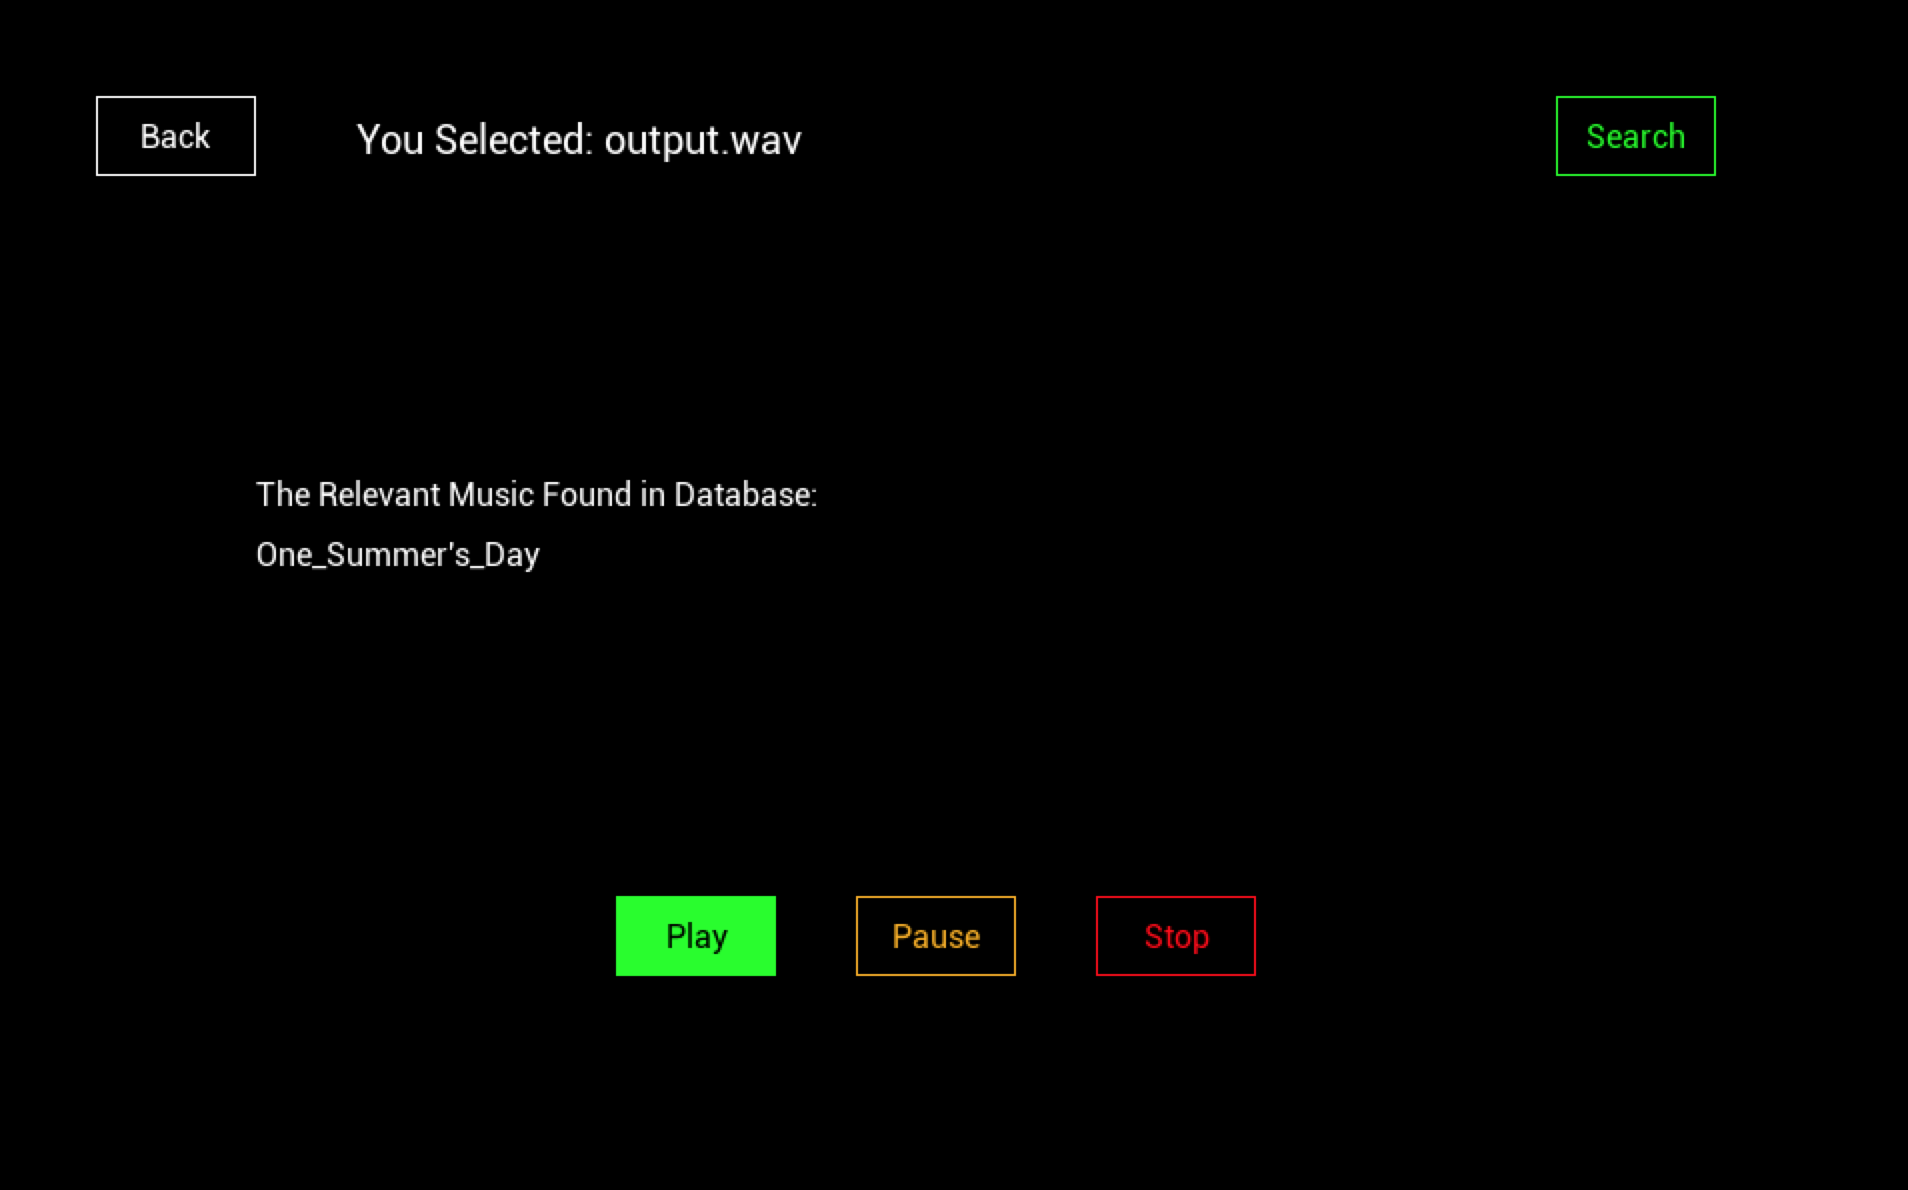 Back
You Selected: output.wav
Search
The Relevant Music Found in Database:
One_Summer's_Day
Play
Pause
Stop